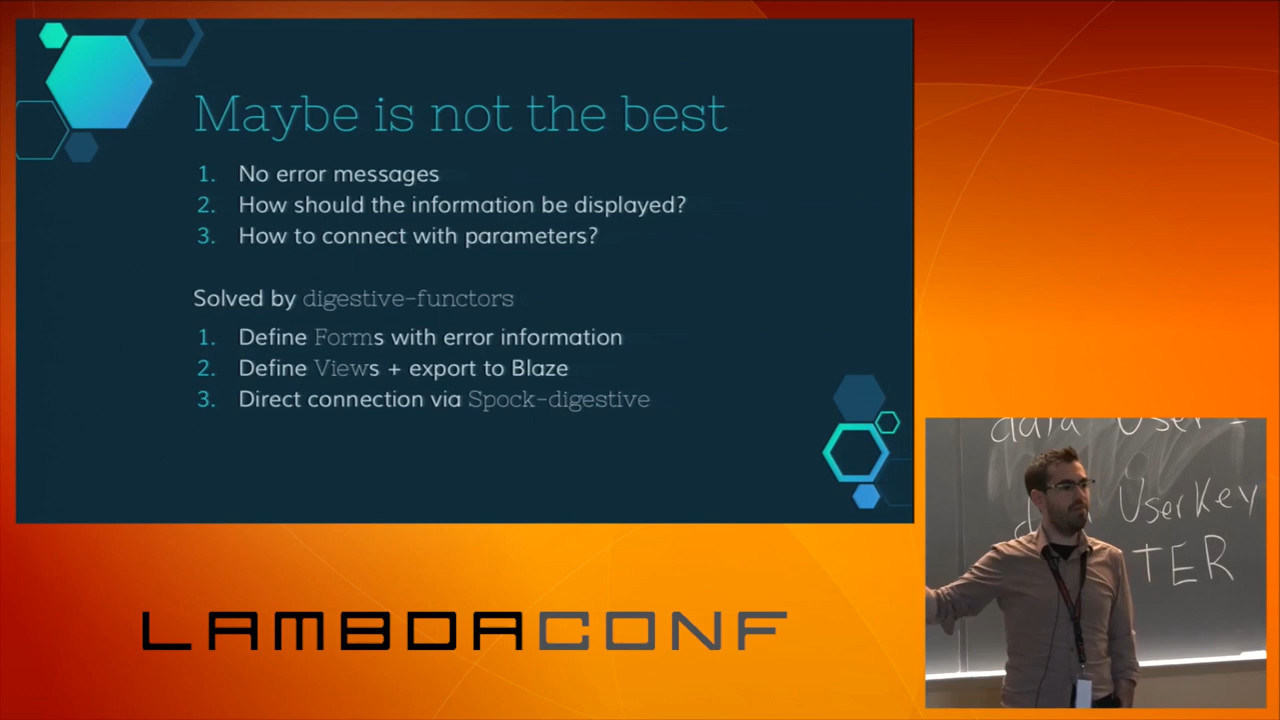 Maybe is not the best
1. No error messages
2. How should the information be displayed?
3. How to connect with parameters?
Solved by digestive-functors
1. Define Forms with error information
2. Define Views + export to Blaze
3. Direct connection via Spock-digestive
data User =
UserKey
TER
LAMBDACONF